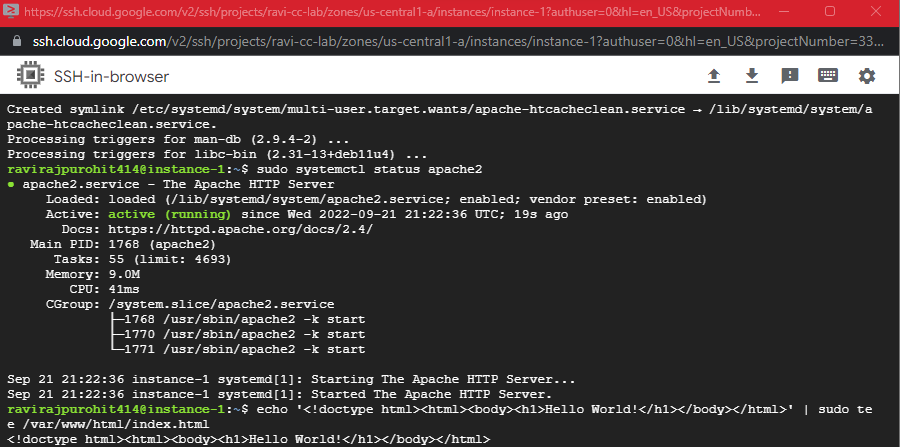 https://ssh.cloud.google.com/v2/ssh/projects/ravi-cc-lab/zones/us-central1-a/instances/instance-1?authuser=0&hl=en_US&projectNumb...
ssh.cloud.google.com/v2/ssh/projects/ravi-cc-lab/zones/us-central1-a/instances/instance-1?authuser=0&hl=en_US&projectNumber=33...
SSH-in-browser
Created symlink /etc/systemd/system/multi-user.target.wants/apache-htcacheclean.service → /lib/systemd/system/a
pache-htcacheclean.service.
Processing triggers for man-db (2.9.4-2) ...
Processing triggers for libc-bin (2.31-13+deb11u4) ...
ravirajpurohit414@instance-1:~$ sudo systemctl status apache2
● apache2.service - The Apache HTTP Server
Loaded: loaded (/lib/systemd/system/apache2.service; enabled; vendor preset: enabled)
Active: active (running) since Wed 2022-09-21 21:22:36 UTC; 19s ago
Docs: https://httpd.apache.org/docs/2.4/
Main PID: 1768 (apache2)
Tasks: 55 (limit: 4693)
Memory: 9.0M
CPU: 41ms
CGroup: /system.slice/apache2.service
├─1768 /usr/sbin/apache2 -k start
├─1770 /usr/sbin/apache2 -k start
└─1771 /usr/sbin/apache2 -k start
Sep 21 21:22:36 instance-1 systemd[1]: Starting The Apache HTTP Server...
Sep 21 21:22:36 instance-1 systemd[1]: Started The Apache HTTP Server.
ravirajpurohit414@instance-1:~$ echo '<!doctype html><html><body><h1>Hello World!</h1></body></html>' | sudo te
e /var/www/html/index.html
<!doctype html><html><body><h1>Hello World!</h1></body></html>